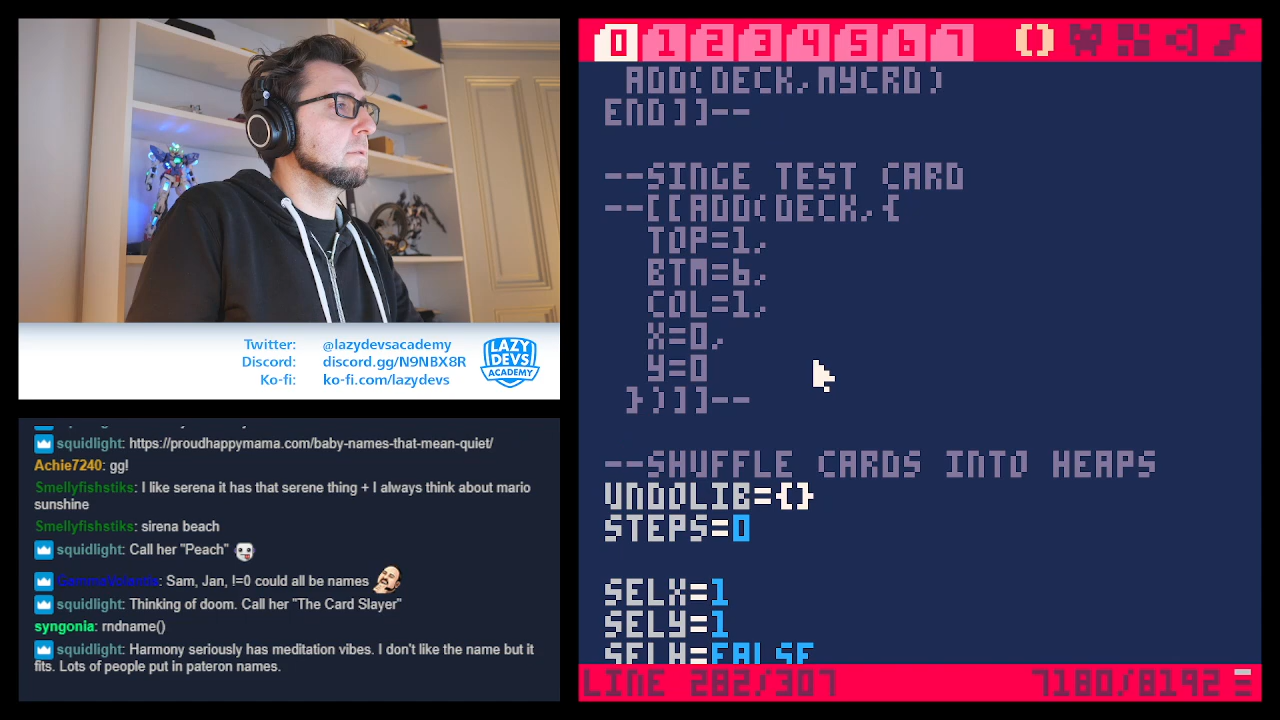 Twitter: @lazydevsacademy
Discord: discord.gg/N9NBX8R
Ko-fi: ko-fi.com/lazydevs
LAZY
DEVS
ACADEMY
squidlight: https://proudhappymama.com/baby-names-that-mean-quiet/
Achie7240: gg!
Smellyfishstiks: I like serena it has that serene thing + I always think about mario
sunshine
Smellyfishstiks: sirena beach
squidlight: Call her "Peach"
Sam, Jan, !=0 could all be names
squidlight: Thinking of doom. Call her "The Card Slayer"
syngonia: rndname()
squidlight: Harmony seriously has meditation vibes. I don't like the name but it
fits. Lots of people put in pateron names.
0 1 2 3 4 5 6 7 ()
ADD(DECK,MYCRD)
END]]--
--SINGE TEST CARD
--[[ADD(DECK,{
TOP=1,
BTM=6,
COL=1,
X=0,
Y=0
})]]--
--SHUFFLE CARDS INTO HEAPS
UNDOLIB={}
STEPS=0
SELX=1
SELY=1
SELH=FALSE
LINE 282/307 7180/8192